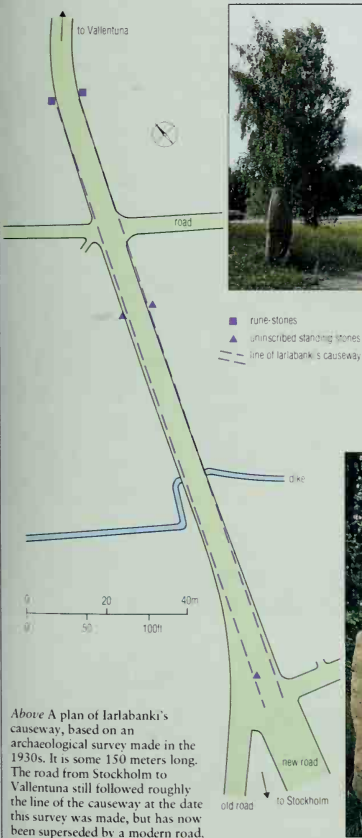 to Vallentuna
road
rune-stones
uninscribed standing stones
line of Iarlabanki's causeway
dike
0 20 40m
0 50 100ft
new road
old road
to Stockholm
Above A plan of Iarlabanki's
causeway, based on an
archaeological survey made in the
1930s. It is some 150 meters long.
The road from Stockholm to
Vallentuna still followed roughly
the line of the causeway at the date
this survey was made, but has now
been superseded by a modern road.